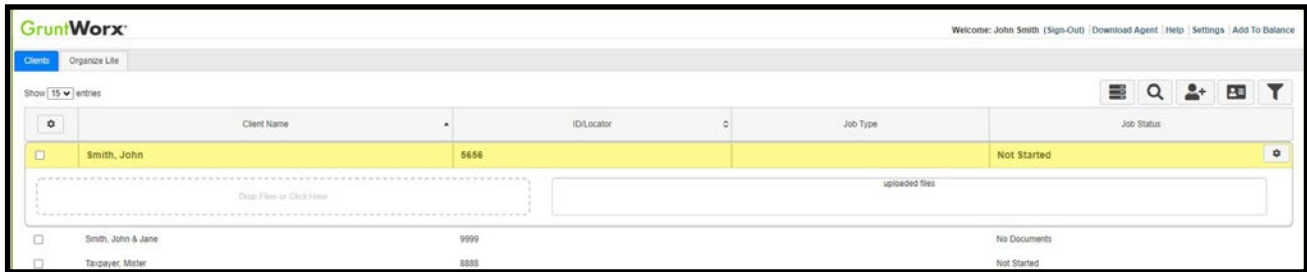 GruntWorx
Welcome: John Smith (Sign-Out) | Download Agent | Help | Settings | Add To Balance
Clients Organize Lite
Show 15 entries
Client Name ID/Locator Job Type Job Status
Smith, John 5656 Not Started
Drop Files or Click Here uploaded files
Smith, John & Jane 9999 No Documents
Taxpayer, Mister 8888 Not Started